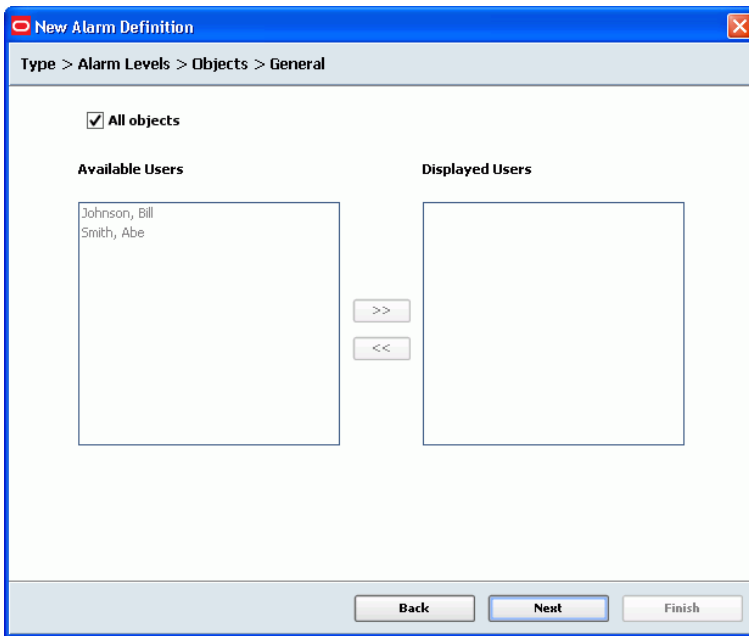 New Alarm Definition
Type > Alarm Levels > Objects > General
All objects
Available Users
Displayed Users
Johnson, Bill
Smith, Abe
>>
<<
Back
Next
Finish